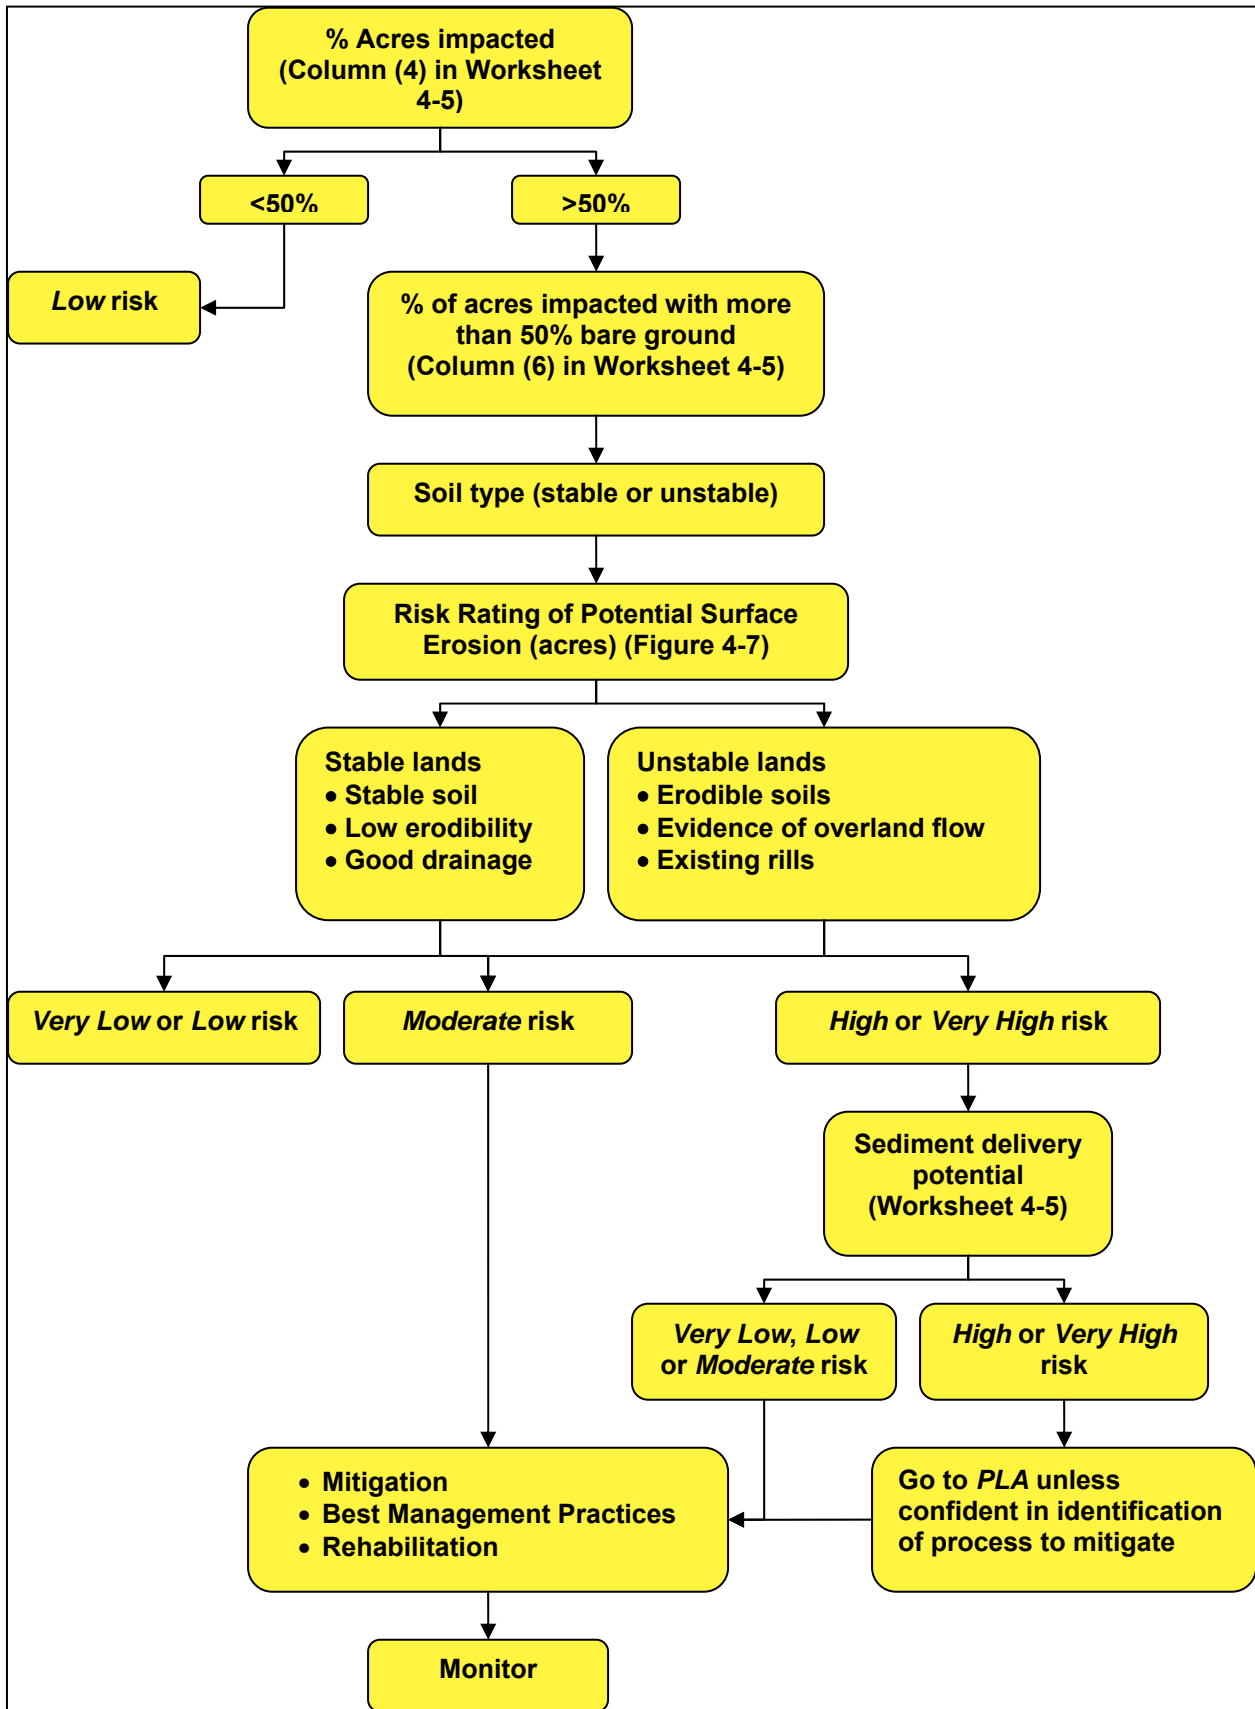 % Acres impacted
(Column (4) in Worksheet
4-5)
<50%
>50%
Low risk
% of acres impacted with more
than 50% bare ground
(Column (6) in Worksheet 4-5)
Soil type (stable or unstable)
Risk Rating of Potential Surface
Erosion (acres) (Figure 4-7)
Stable lands
• Stable soil
• Low erodibility
• Good drainage
Unstable lands
• Erodible soils
• Evidence of overland flow
• Existing rills
Very Low or Low risk
Moderate risk
High or Very High risk
Sediment delivery
potential
(Worksheet 4-5)
Very Low, Low
or Moderate risk
High or Very High
risk
• Mitigation
• Best Management Practices
• Rehabilitation
Go to PLA unless
confident in identification
of process to mitigate
Monitor